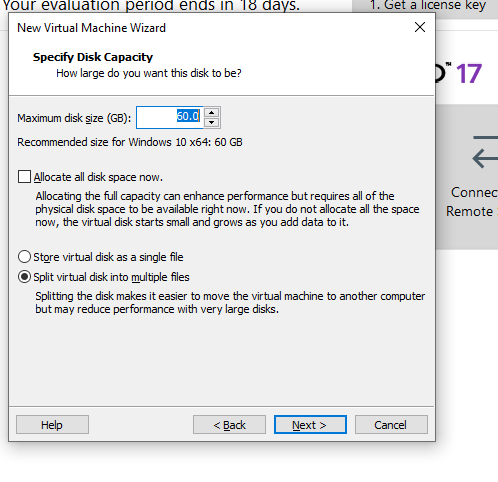 Your evaluation period ends in 18 days.
1. Get a license key
New Virtual Machine Wizard
Specify Disk Capacity
How large do you want this disk to be?
17
Maximum disk size (GB): 60.0
Recommended size for Windows 10 x64: 60 GB
Allocate all disk space now.
Allocating the full capacity can enhance performance but requires all of the
physical disk space to be available right now. If you do not allocate all the space
now, the virtual disk starts small and grows as you add data to it.
Connec
Remote
Store virtual disk as a single file
Split virtual disk into multiple files
Splitting the disk makes it easier to move the virtual machine to another computer
but may reduce performance with very large disks.
Help
< Back
Next >
Cancel